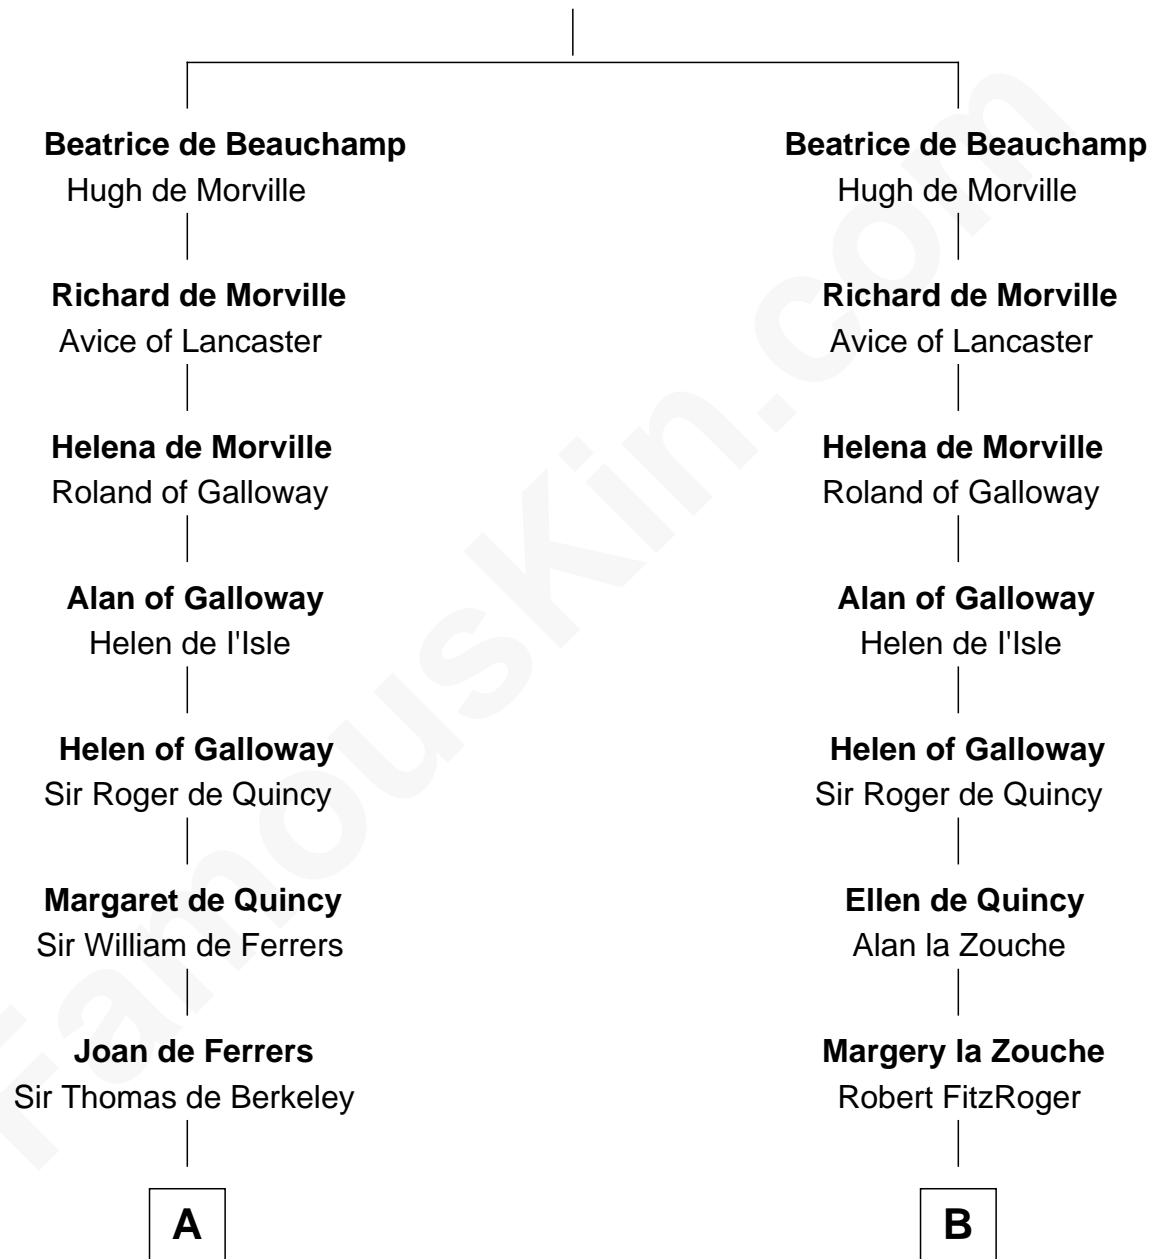 Beatrice de Beauchamp
Hugh de Morville
Richard de Morville
Avice of Lancaster
Helena de Morville
Roland of Galloway
Alan of Galloway
Helen de I'Isle
Helen of Galloway
Sir Roger de Quincy
Margaret de Quincy
Sir William de Ferrers
Joan de Ferrers
Sir Thomas de Berkeley
A
Beatrice de Beauchamp
Hugh de Morville
Richard de Morville
Avice of Lancaster
Helena de Morville
Roland of Galloway
Alan of Galloway
Helen de I'Isle
Helen of Galloway
Sir Roger de Quincy
Ellen de Quincy
Alan la Zouche
Margery la Zouche
Robert FitzRoger
B
FamousKin.com